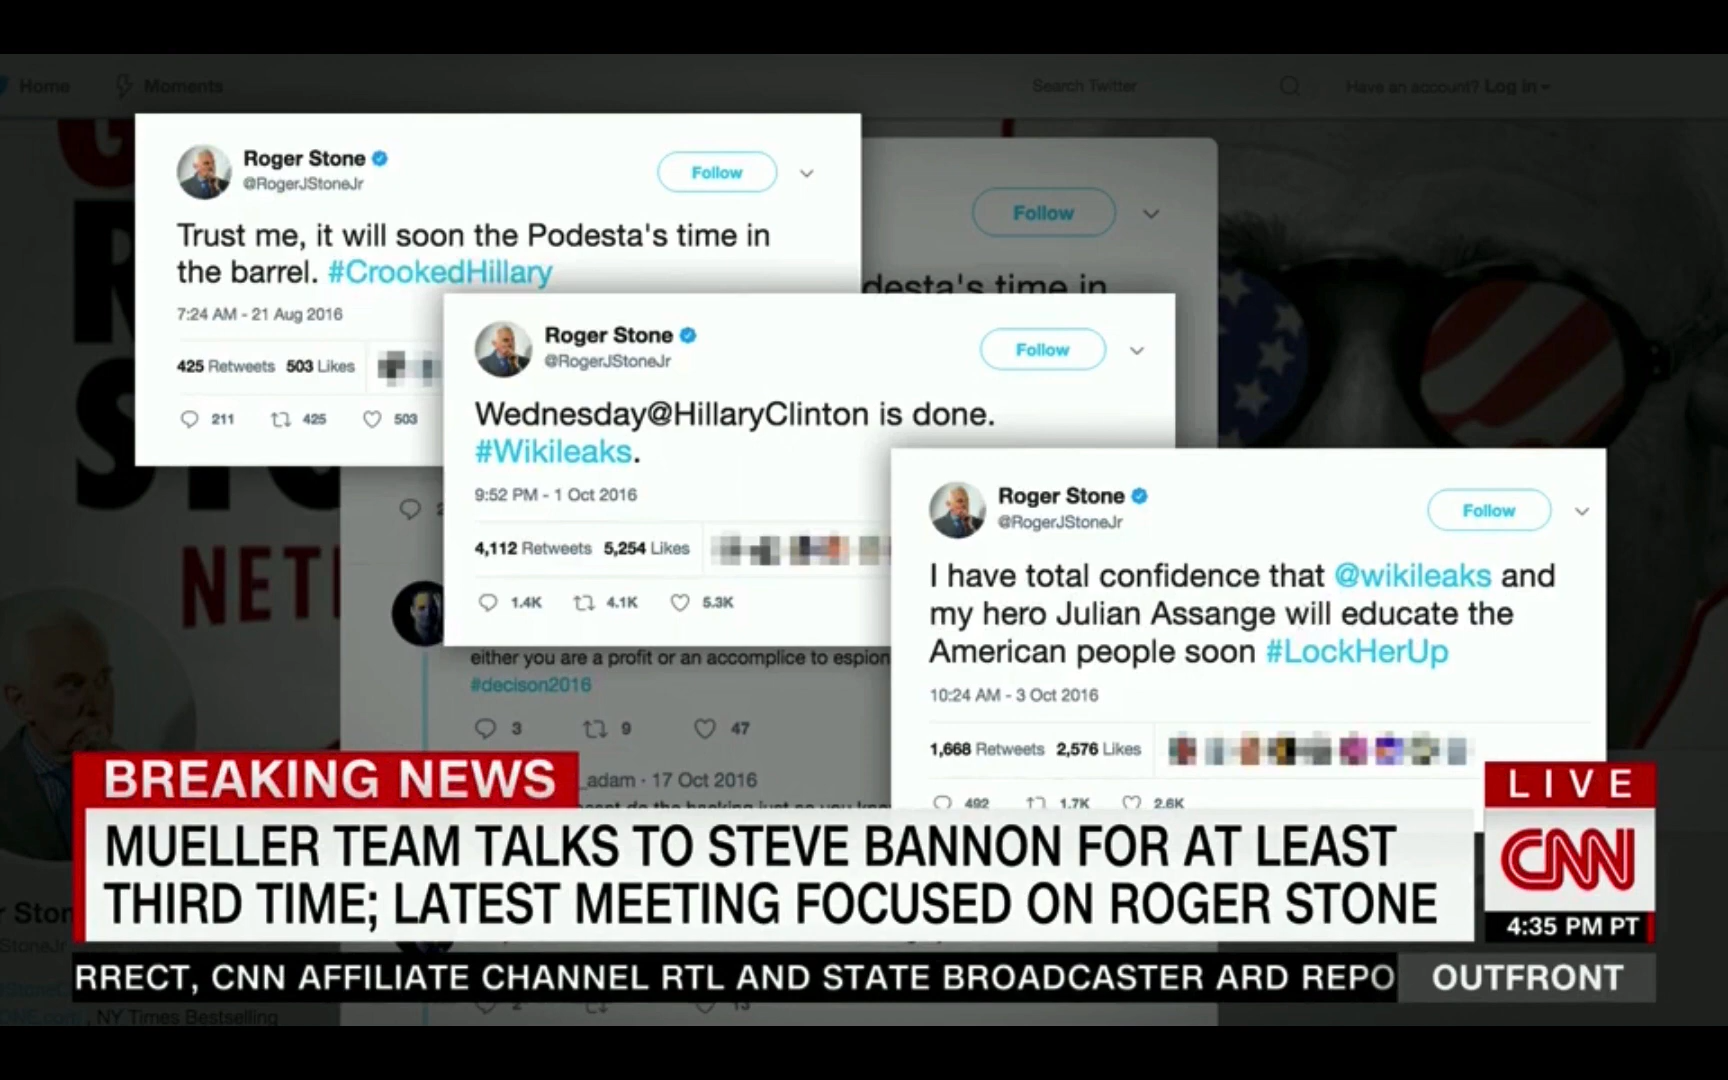 Home
Moments
Search Twitter
Have an account? Log in
Roger Stone
@RogerJStoneJr
Follow
Trust me, it will soon the Podesta's time in
the barrel. #CrookedHillary
7:24 AM - 21 Aug 2016
425 Retweets 503 Likes
211 425 503
Follow
desta's time in
Roger Stone
@RogerJStoneJr
Follow
Wednesday@HillaryClinton is done.
#Wikileaks.
9:52 PM - 1 Oct 2016
4,112 Retweets 5,254 Likes
1.4K 4.1K 5.3K
Roger Stone
@RogerJStoneJr
Follow
I have total confidence that @wikileaks and
my hero Julian Assange will educate the
American people soon #LockHerUp
10:24 AM - 3 Oct 2016
1,668 Retweets 2,576 Likes
492 1.7K 2.6K
NETF
either you are a profit or an accomplice to espion
#decison2016
3 9 47
_adam · 17 Oct 2016
BREAKING NEWS
MUELLER TEAM TALKS TO STEVE BANNON FOR AT LEAST
THIRD TIME; LATEST MEETING FOCUSED ON ROGER STONE
LIVE
CNN
4:35 PM PT
r Ston
StoneJr
RRECT, CNN AFFILIATE CHANNEL RTL AND STATE BROADCASTER ARD REPO
OUTFRONT
, NY Times Bestselling
2 13